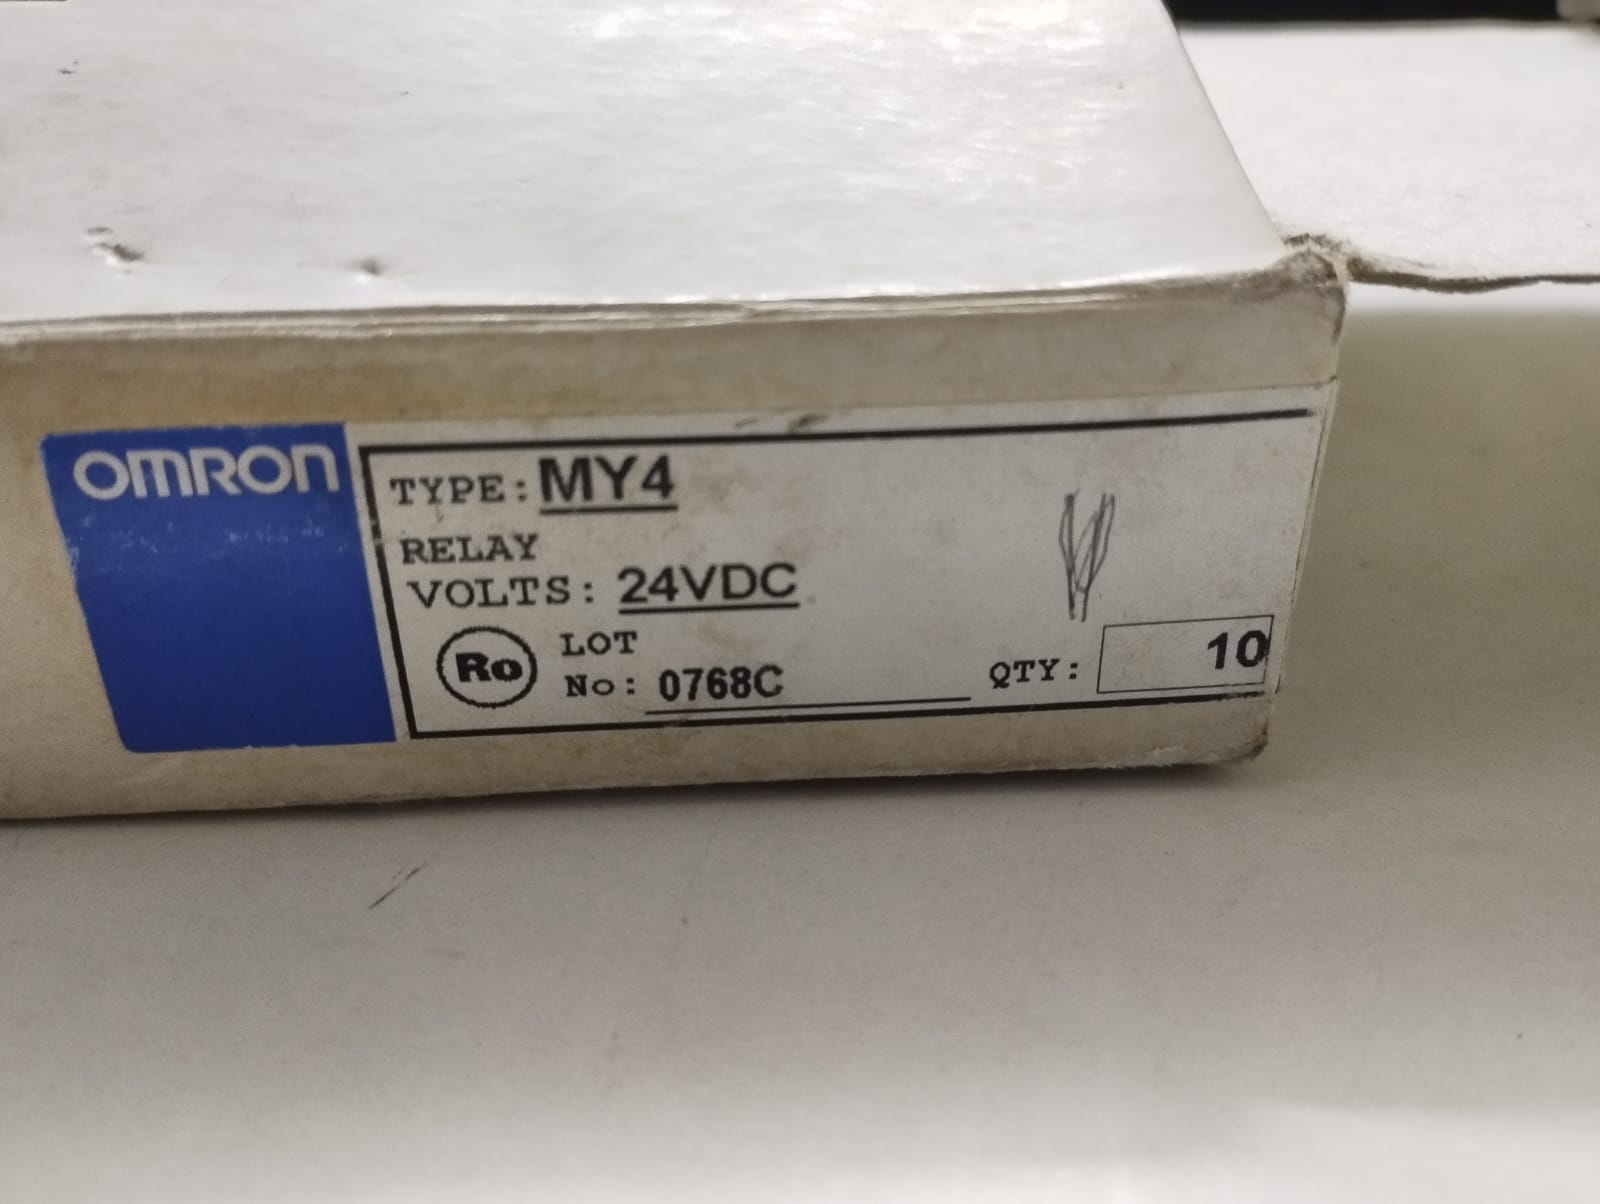 OMRON
TYPE: MY4
RELAY
VOLTS: 24VDC
Ro
LOT
No: 0768C
QTY: 10